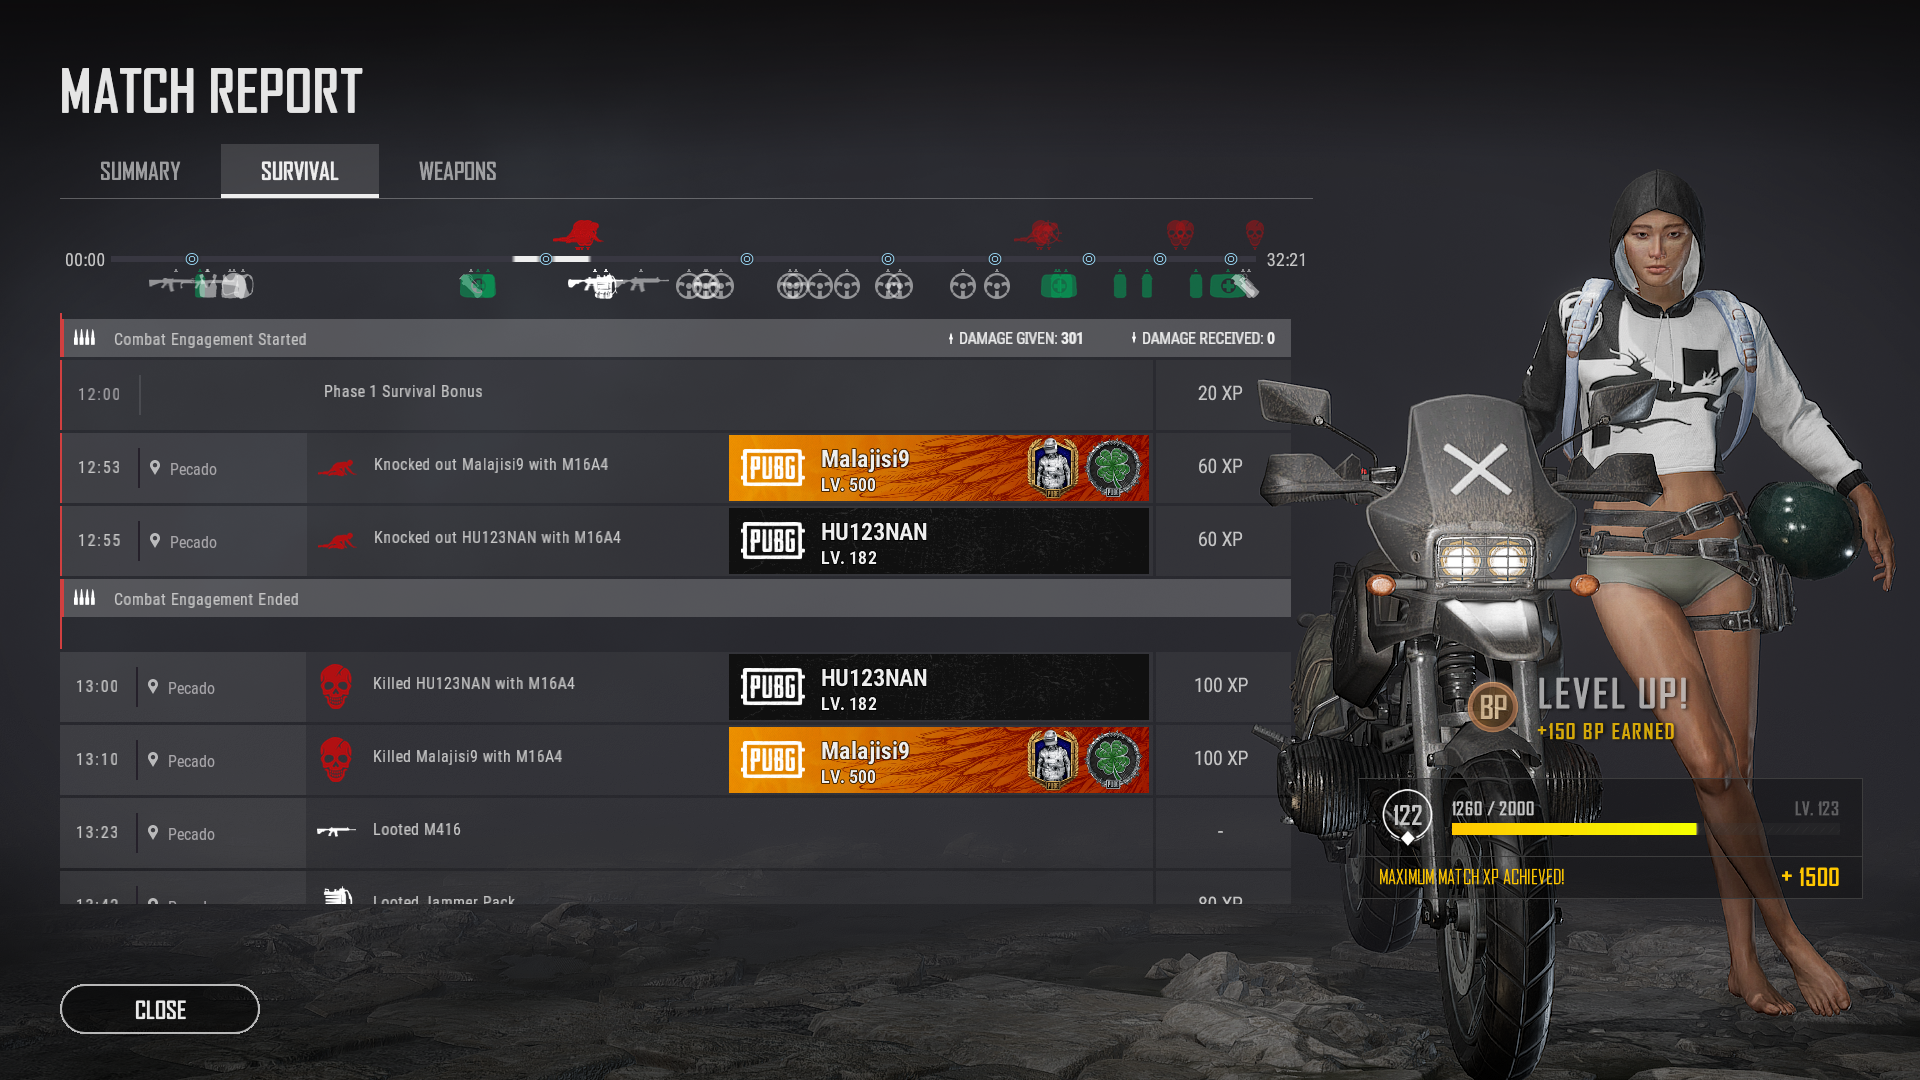 MATCH REPORT
SUMMARY SURVIVAL WEAPONS
00:00 32:21
Combat Engagement Started DAMAGE GIVEN: 301 DAMAGE RECEIVED: 0
12:00 Phase 1 Survival Bonus 20 XP
12:53 Pecado Knocked out Malajisi9 with M16A4 PUBG Malajisi9 LV. 500 60 XP
12:55 Pecado Knocked out HU123NAN with M16A4 PUBG HU123NAN LV. 182 60 XP
Combat Engagement Ended
13:00 Pecado Killed HU123NAN with M16A4 PUBG HU123NAN LV. 182 100 XP
13:10 Pecado Killed Malajisi9 with M16A4 PUBG Malajisi9 LV. 500 100 XP
13:23 Pecado Looted M416 -
Looted Jammer Pack 80 XP
BP LEVEL UP!
+150 BP EARNED
122 1260 / 2000 LV. 123
MAXIMUM MATCH XP ACHIEVED! + 1500
CLOSE